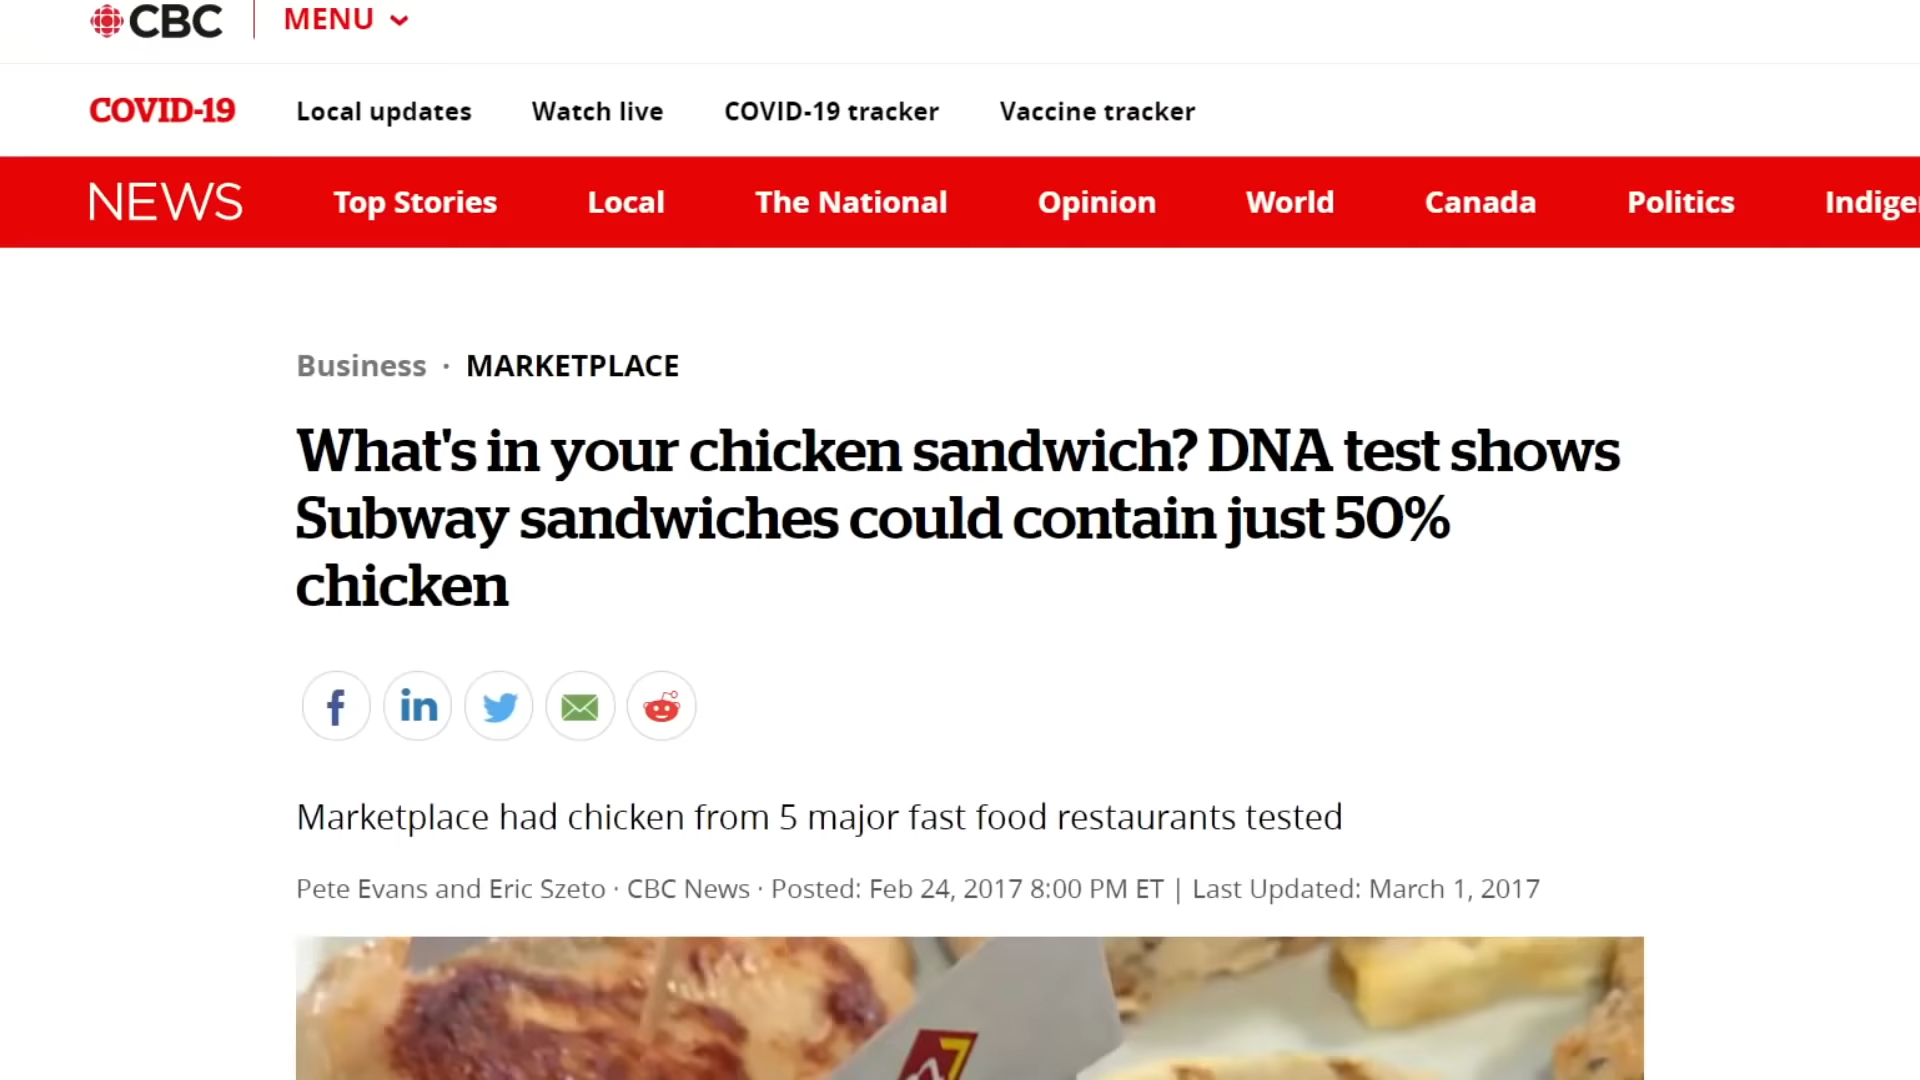 CBC MENU
COVID-19 Local updates Watch live COVID-19 tracker Vaccine tracker
NEWS Top Stories Local The National Opinion World Canada Politics Indige
Business · MARKETPLACE
What's in your chicken sandwich? DNA test shows
Subway sandwiches could contain just 50%
chicken
f in
Marketplace had chicken from 5 major fast food restaurants tested
Pete Evans and Eric Szeto · CBC News · Posted: Feb 24, 2017 8:00 PM ET | Last Updated: March 1, 2017
7